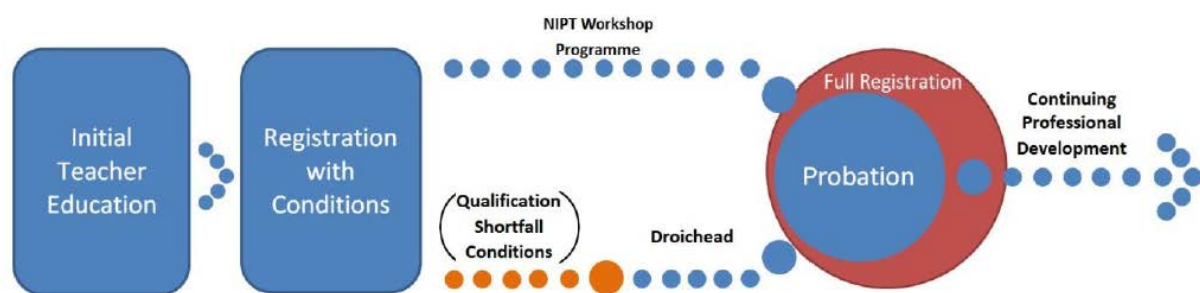 Initial
Teacher
Education
Registration
with
Conditions
NIPT Workshop
Programme
(Qualification
Shortfall
Conditions)
Droichead
Full Registration
Probation
Continuing
Professional
Development